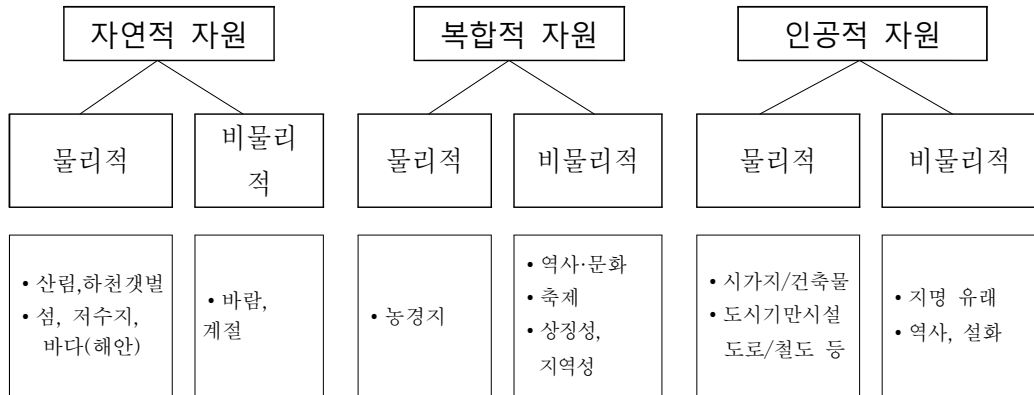 자연적 자원
복합적 자원
인공적 자원
물리적
비물리
적
물리적
비물리적
물리적
비물리적
• 산림,하천갯벌
• 섬, 저수지,
바다(해안)
• 바람,
계절
• 농경지
• 역사·문화
• 축제
• 상징성,
지역성
• 시가지/건축물
• 도시기만시설
도로/철도 등
• 지명 유래
• 역사, 설화